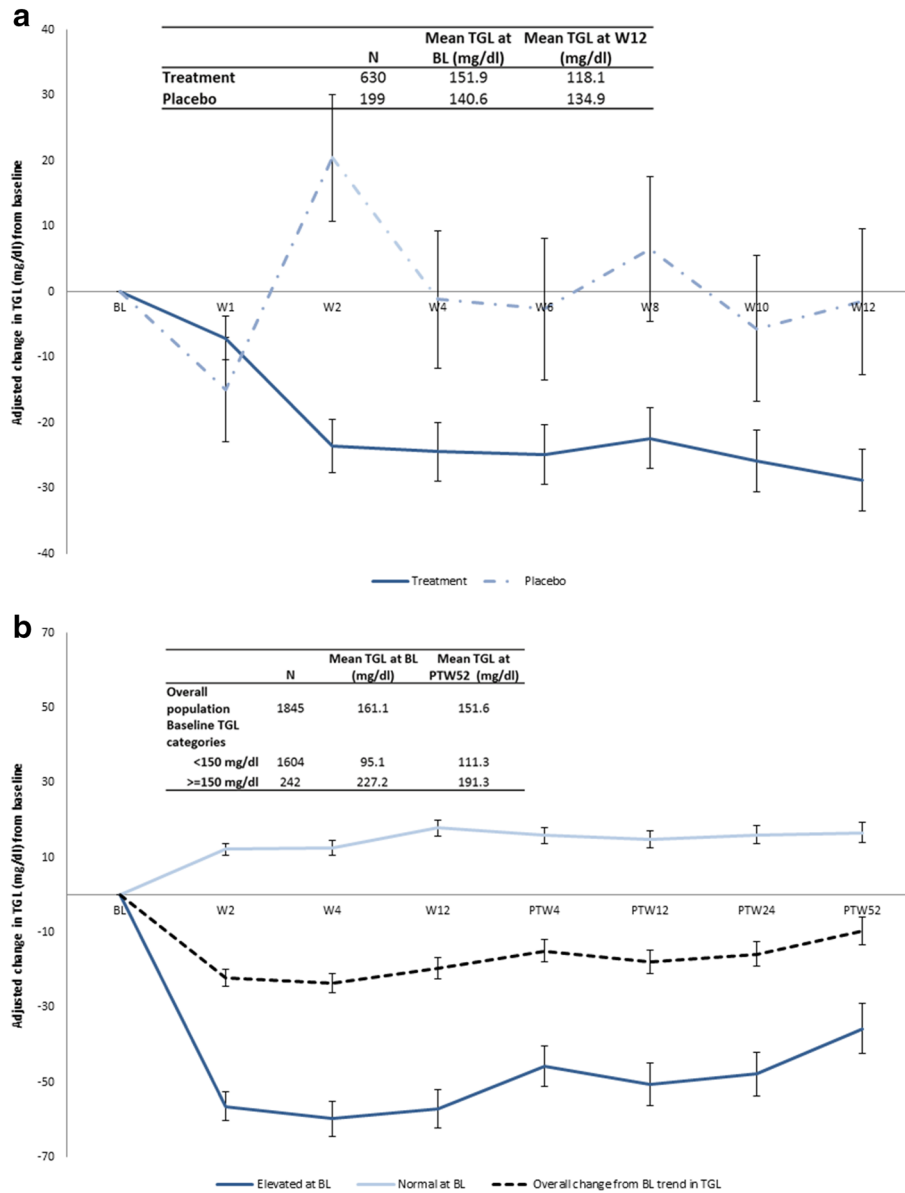 a
40
30
20
10
0
-10
-20
-30
-40
Adjusted change in TGL (mg/dl) from baseline
N Mean TGL at BL (mg/dl) Mean TGL at W12 (mg/dl)
Treatment 630 151.9 118.1
Placebo 199 140.6 134.9
BL W1 W2 W4 W6 W8 W10 W12
Treatment Placebo
b
70
50
30
10
-10
-30
-50
-70
Adjusted change in TGL (mg/dl) from baseline
N Mean TGL at BL (mg/dl) Mean TGL at PTW52 (mg/dl)
Overall population 1845 161.1 151.6
Baseline TGL categories
<150 mg/dl 1604 95.1 111.3
>=150 mg/dl 242 227.2 191.3
BL W2 W4 W12 PTW4 PTW12 PTW24 PTW52
Elevated at BL Normal at BL Overall change from BL trend in TGL